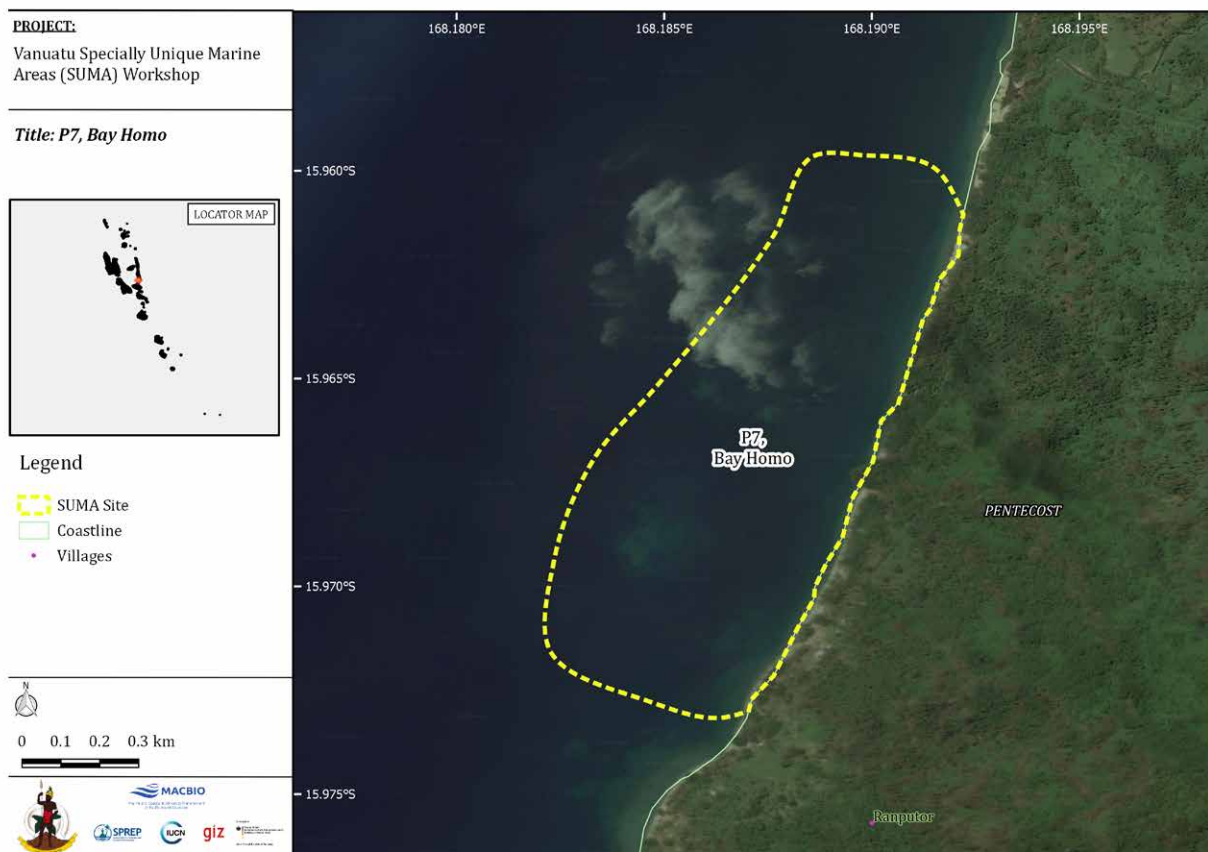 PROJECT:
Vanuatu Specially Unique Marine
Areas (SUMA) Workshop
Title: P7, Bay Homo
LOCATOR MAP
Legend
SUMA Site
Coastline
Villages
N
0 0.1 0.2 0.3 km
MACBIO
SPREP
IUCN
giz
168.180°E
168.185°E
168.190°E
168.195°E
15.960°S
15.965°S
15.970°S
15.975°S
P7,
Bay Homo
PENTECOST
Ranputor